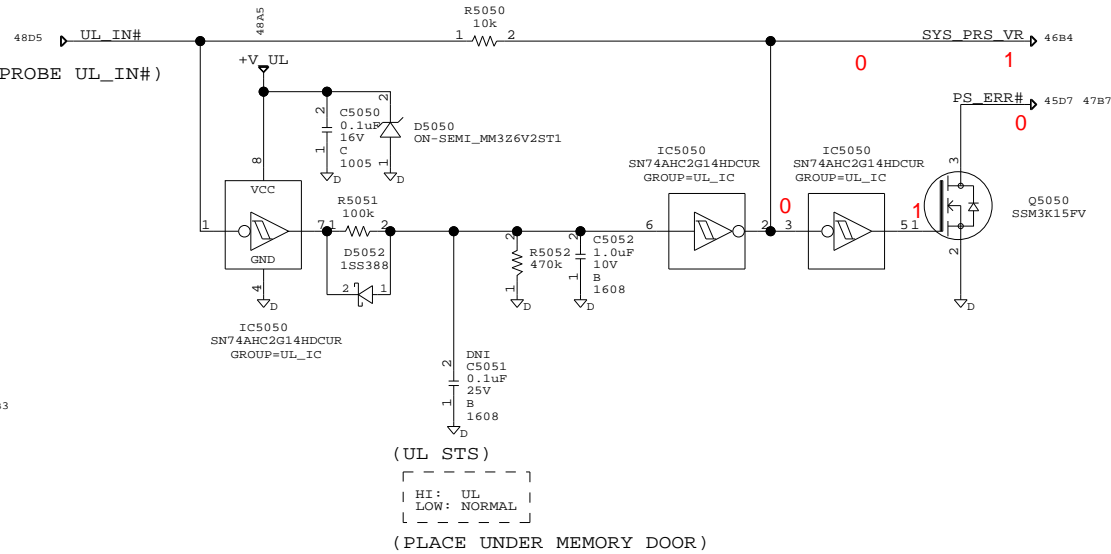 R5050
10k
1 2
48A5
48D5 UL_IN#
SYS_PRS_VR 46B4
0 1
PROBE UL_IN#)
+V_UL
PS_ERR# 45D7 47B7
0
2
C5050
0.1uF
16V
C
1005
1
D
2
D5050
ON-SEMI_MM3Z6V2ST1
1
D
8
VCC
1
GND
7
4
D
IC5050
SN74AHC2G14HDCUR
GROUP=UL_IC
R5051
100k
1 2
D5052
1SS388
2 1
2
R5052
470k
1
D
2
C5052
1.0uF
10V
B
1608
1
D
IC5050
SN74AHC2G14HDCUR
GROUP=UL_IC
6 2
0
IC5050
SN74AHC2G14HDCUR
GROUP=UL_IC
3 5
1
1
3
Q5050
SSM3K15FV
2
D
DNI
2
C5051
0.1uF
25V
1
B
1608
D
(UL STS)
HI: UL
LOW: NORMAL
(PLACE UNDER MEMORY DOOR)